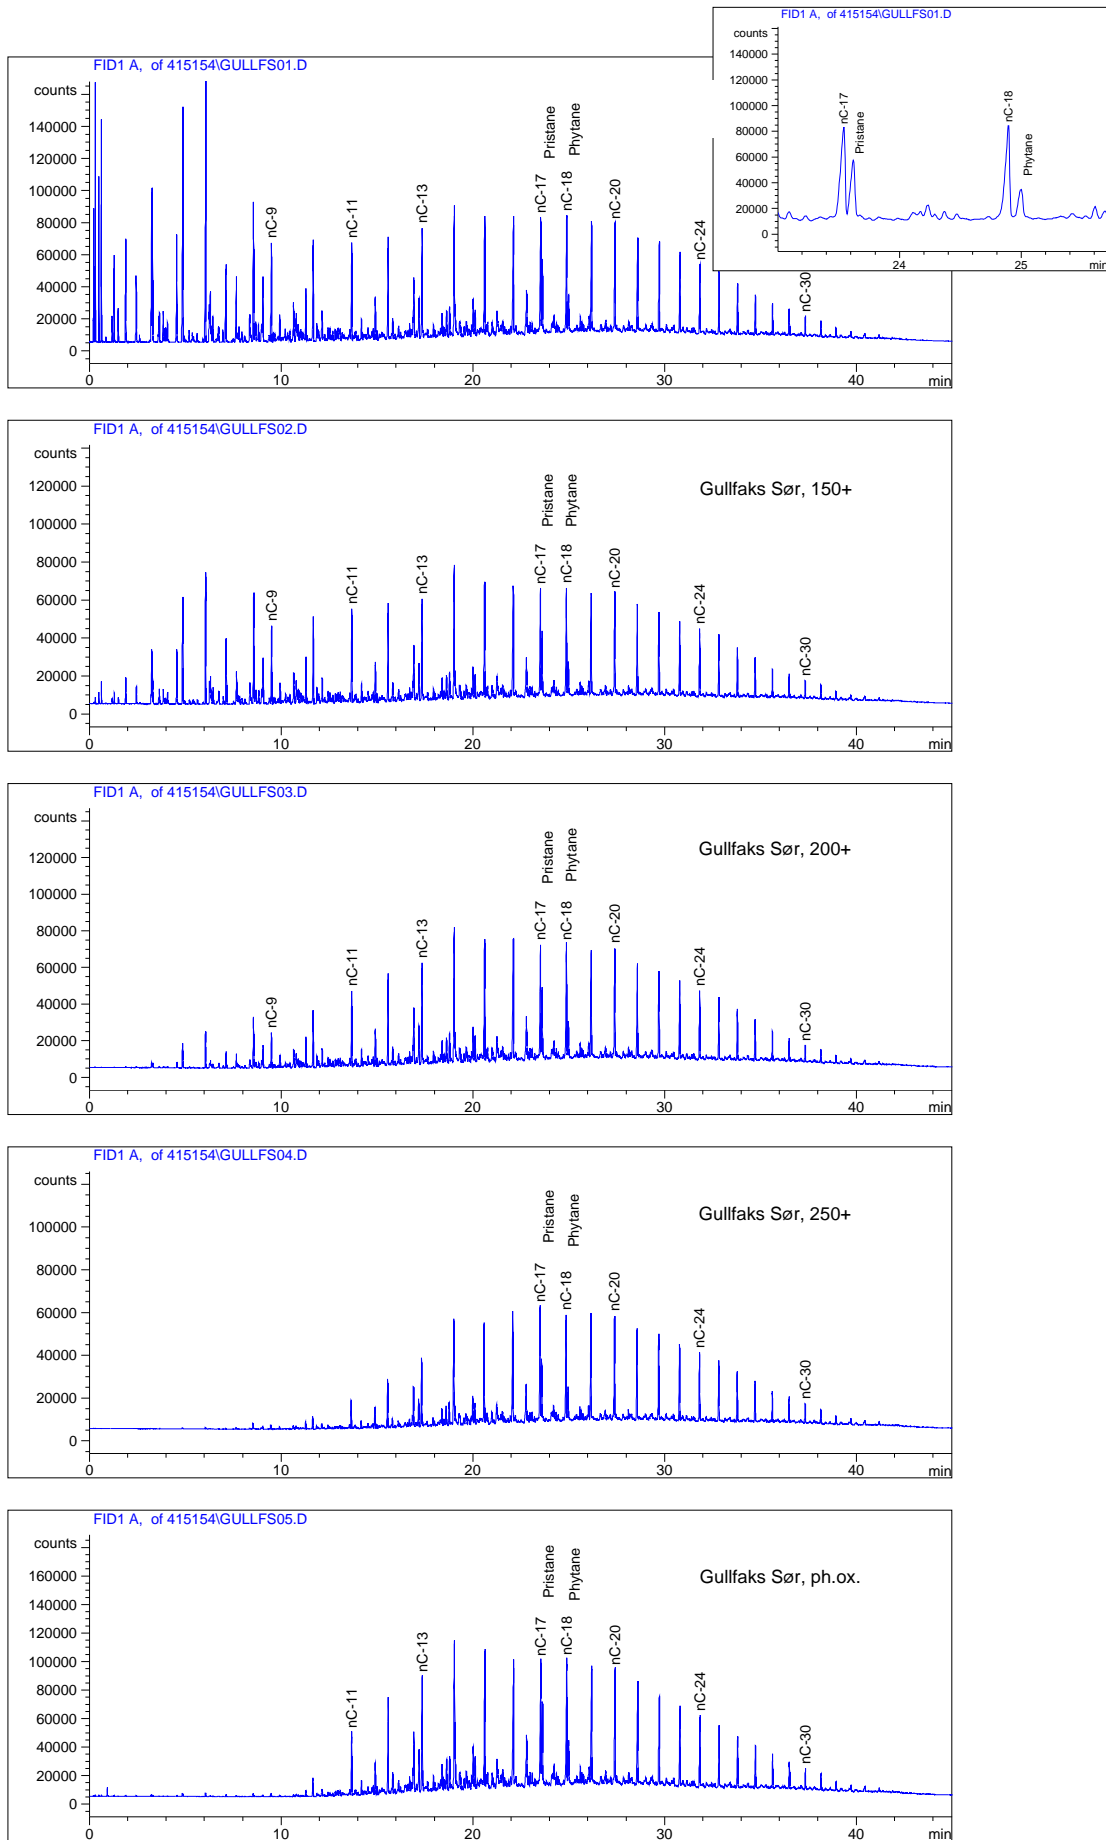 FID1 A, of 415154\GULLFS01.D
counts
140000
120000
100000
80000
60000
40000
20000
0
nC-17
Pristane
nC-18
Phytane
24
25
min
FID1 A, of 415154\GULLFS01.D
counts
140000
120000
100000
80000
60000
40000
20000
0
nC-9
nC-11
nC-13
nC-17
Pristane
nC-18
Phytane
nC-20
nC-24
nC-30
0
10
20
30
40
min
FID1 A, of 415154\GULLFS02.D
counts
Gullfaks Sør, 150+
120000
100000
80000
60000
40000
20000
0
nC-9
nC-11
nC-13
nC-17
Pristane
nC-18
Phytane
nC-20
nC-24
nC-30
0
10
20
30
40
min
FID1 A, of 415154\GULLFS03.D
counts
Gullfaks Sør, 200+
120000
100000
80000
60000
40000
20000
0
nC-9
nC-11
nC-13
nC-17
Pristane
nC-18
Phytane
nC-20
nC-24
nC-30
0
10
20
30
40
min
FID1 A, of 415154\GULLFS04.D
counts
Gullfaks Sør, 250+
100000
80000
60000
40000
20000
0
nC-17
Pristane
nC-18
Phytane
nC-20
nC-24
nC-30
0
10
20
30
40
min
FID1 A, of 415154\GULLFS05.D
counts
Gullfaks Sør, ph.ox.
160000
140000
120000
100000
80000
60000
40000
20000
0
nC-11
nC-13
nC-17
Pristane
nC-18
Phytane
nC-20
nC-24
nC-30
0
10
20
30
40
min